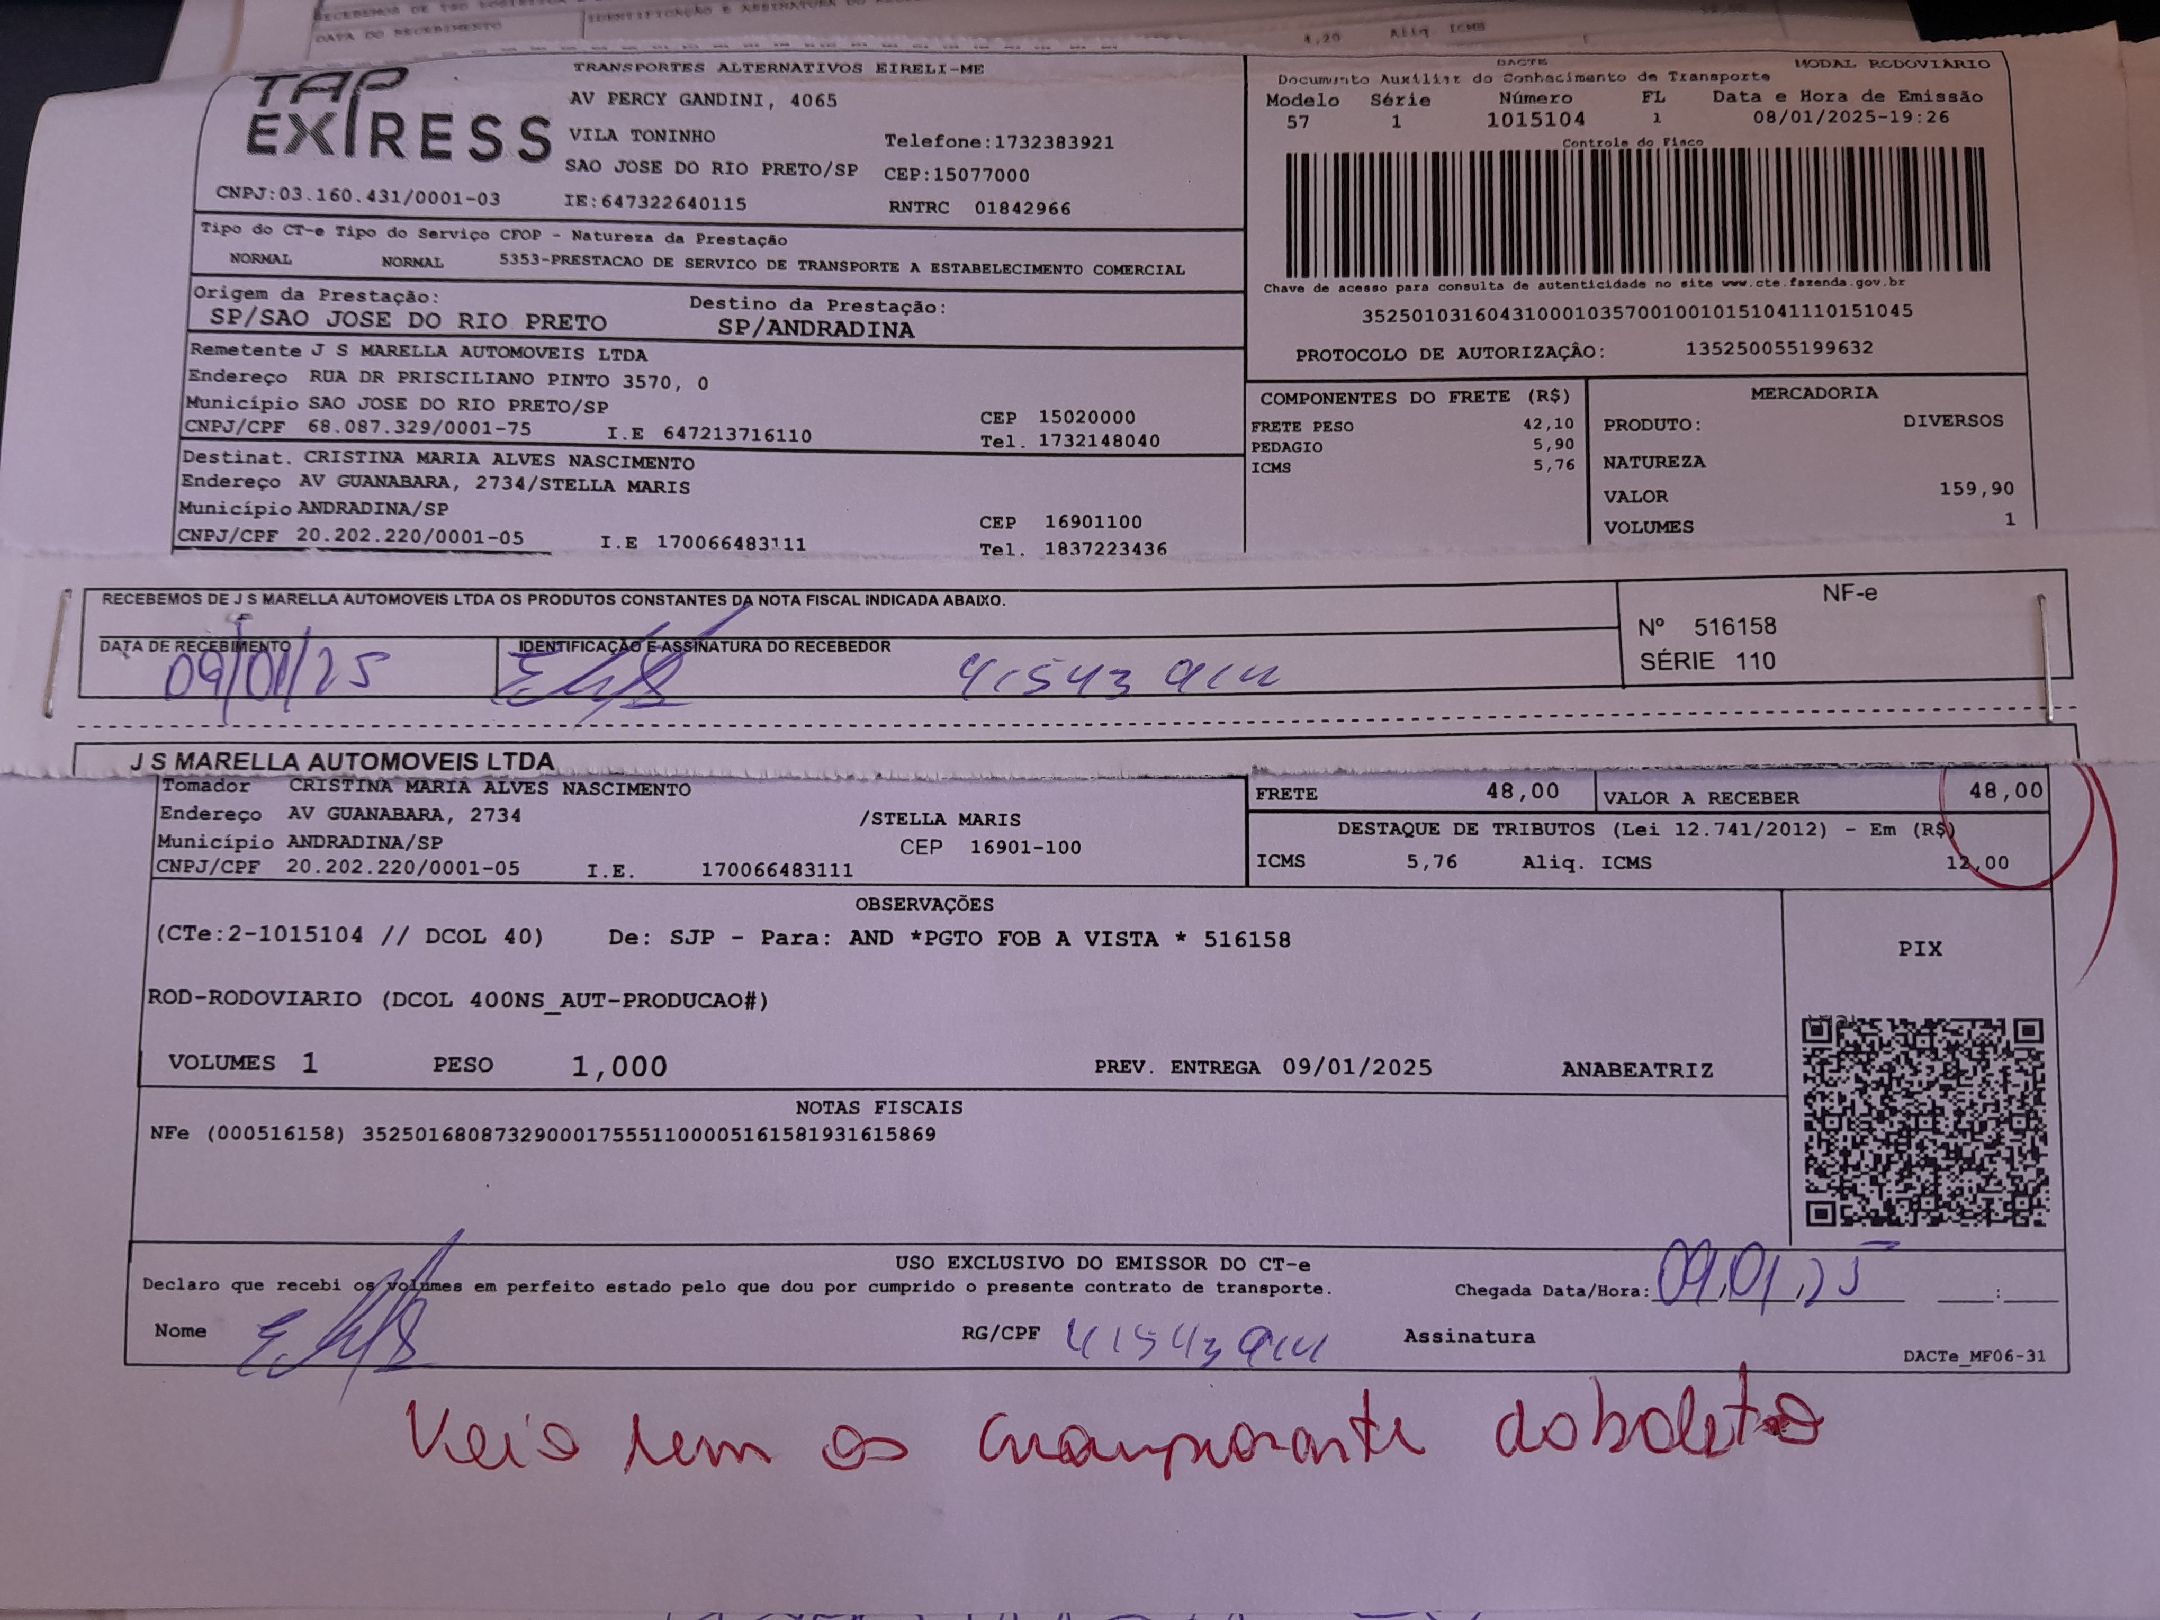 DATA DO RECEBIMENTO
4,20 Aliq ICMS
TAP EXPRESS
TRANSPORTES ALTERNATIVOS EIRELI-ME
AV PERCY GANDINI, 4065
VILA TONINHO Telefone:1732383921
SAO JOSE DO RIO PRETO/SP CEP:15077000
CNPJ:03.160.431/0001-03 IE:647322640115 RNTRC 01842966
DACTE MODAL RODOVIÁRIO
Documento Auxiliar do Conhecimento de Transporte
Modelo Série Número FL Data e Hora de Emissão
57 1 1015104 1 08/01/2025-19:26
Controle do Fisco
Chave de acesso para consulta de autenticidade no site www.cte.fazenda.gov.br
35250103160431000103570010010151041110151045
PROTOCOLO DE AUTORIZAÇÃO: 135250055199632
Tipo do CT-e Tipo do Serviço CFOP - Natureza da Prestação
NORMAL NORMAL 5353-PRESTACAO DE SERVICO DE TRANSPORTE A ESTABELECIMENTO COMERCIAL
Origem da Prestação: Destino da Prestação:
SP/SAO JOSE DO RIO PRETO SP/ANDRADINA
Remetente J S MARELLA AUTOMOVEIS LTDA
Endereço RUA DR PRISCILIANO PINTO 3570, 0
Município SAO JOSE DO RIO PRETO/SP CEP 15020000
CNPJ/CPF 68.087.329/0001-75 I.E 647213716110 Tel. 1732148040
Destinat. CRISTINA MARIA ALVES NASCIMENTO
Endereço AV GUANABARA, 2734/STELLA MARIS
Município ANDRADINA/SP CEP 16901100
CNPJ/CPF 20.202.220/0001-05 I.E 170066483111 Tel. 1837223436
COMPONENTES DO FRETE (R$)
FRETE PESO 42,10
PEDAGIO 5,90
ICMS 5,76
MERCADORIA
PRODUTO: DIVERSOS
NATUREZA
VALOR 159,90
VOLUMES 1
RECEBEMOS DE J S MARELLA AUTOMOVEIS LTDA OS PRODUTOS CONSTANTES DA NOTA FISCAL INDICADA ABAIXO.
DATA DE RECEBIMENTO IDENTIFICAÇÃO E ASSINATURA DO RECEBEDOR
09/01/25
NF-e
Nº 516158
SÉRIE 110
J S MARELLA AUTOMOVEIS LTDA
Tomador CRISTINA MARIA ALVES NASCIMENTO
Endereço AV GUANABARA, 2734 /STELLA MARIS
Município ANDRADINA/SP CEP 16901-100
CNPJ/CPF 20.202.220/0001-05 I.E. 170066483111
FRETE 48,00 VALOR A RECEBER 48,00
DESTAQUE DE TRIBUTOS (Lei 12.741/2012) - Em (R$)
ICMS 5,76 Aliq. ICMS 12,00
OBSERVAÇÕES
(CTe:2-1015104 // DCOL 40) De: SJP - Para: AND *PGTO FOB A VISTA * 516158
ROD-RODOVIARIO (DCOL 400NS_AUT-PRODUCAO#)
VOLUMES 1 PESO 1,000 PREV. ENTREGA 09/01/2025 ANABEATRIZ
PIX
NOTAS FISCAIS
NFe (000516158) 35250168087329000175551100005161581931615869
USO EXCLUSIVO DO EMISSOR DO CT-e
Declaro que recebi os volumes em perfeito estado pelo que dou por cumprido o presente contrato de transporte. Chegada Data/Hora: 09/01/25 __:__
Nome RG/CPF Assinatura
DACTe_MF06-31
Veio sem os do boleto